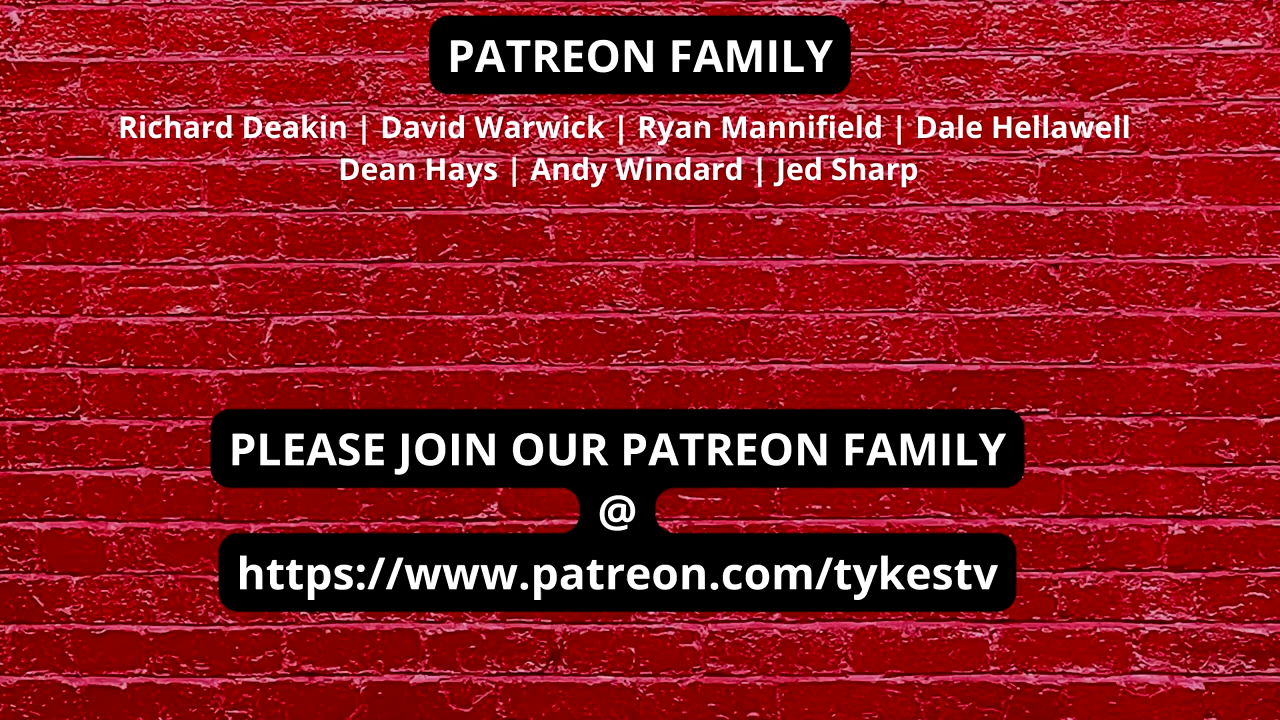 PATREON FAMILY
Richard Deakin | David Warwick | Ryan Mannifield | Dale Hellawell
Dean Hays | Andy Windard | Jed Sharp
PLEASE JOIN OUR PATREON FAMILY
@
https://www.patreon.com/tykestv